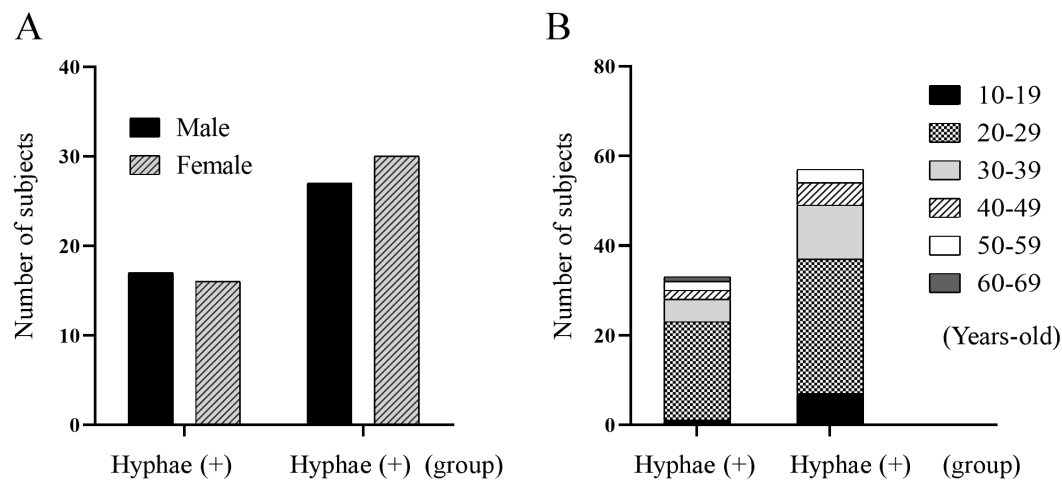 A
Number of subjects
40
30
20
10
0
Male
Female
Hyphae (+)
Hyphae (+)
(group)
B
Number of subjects
80
60
40
20
0
10-19
20-29
30-39
40-49
50-59
60-69
(Years-old)
Hyphae (+)
Hyphae (+)
(group)